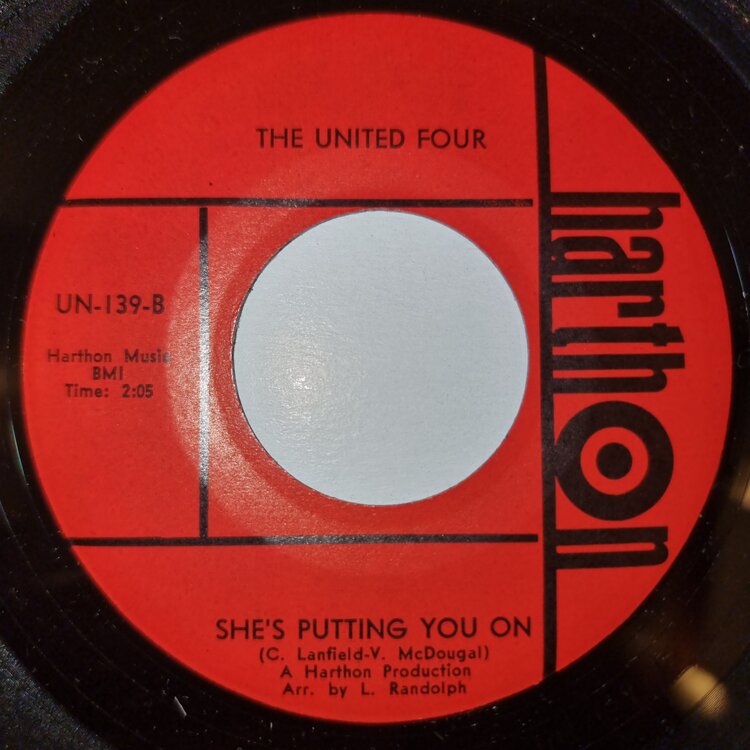 THE UNITED FOUR
harthon
UN-139-B
Harthon Music
BMI
Time: 2:05
SHE'S PUTTING YOU ON
(C. Lanfield-V. McDougal)
A Harthon Production
Arr. by L. Randolph